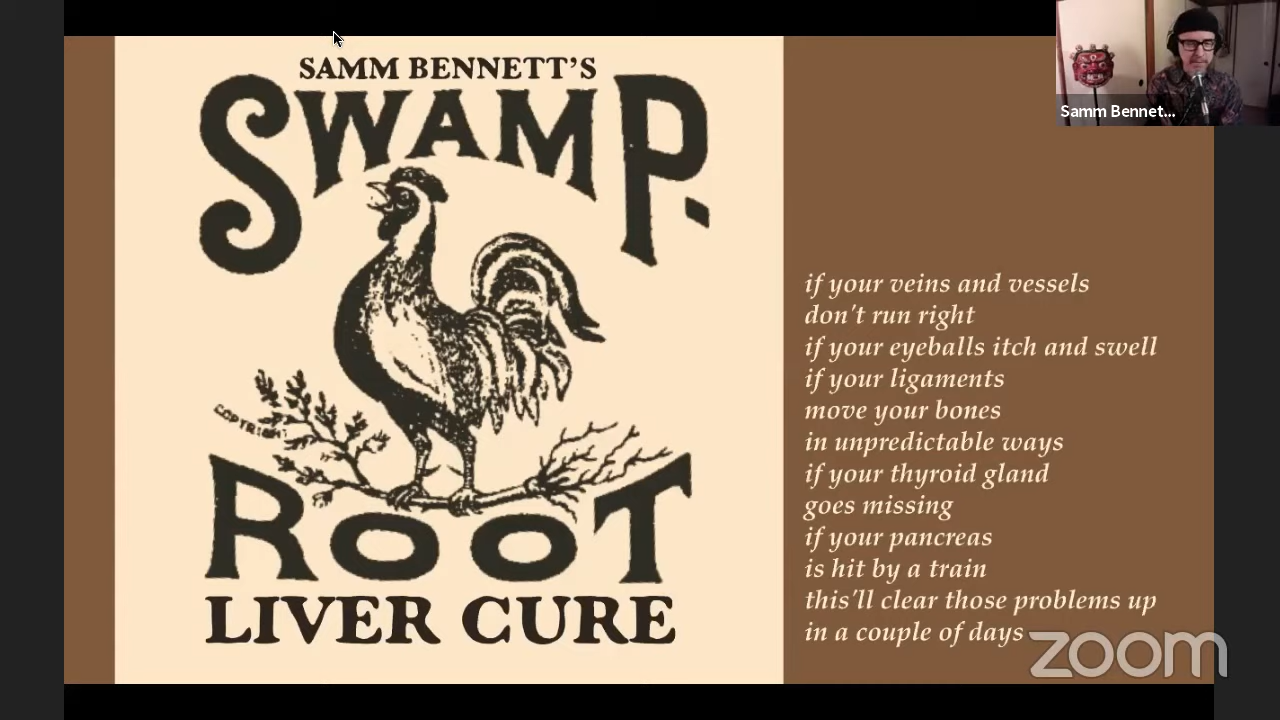 SAMM BENNETT'S
SWAMP.
COPYRIGHT
ROOT
LIVER CURE
if your veins and vessels
don't run right
if your eyeballs itch and swell
if your ligaments
move your bones
in unpredictable ways
if your thyroid gland
goes missing
if your pancreas
is hit by a train
this'll clear those problems up
in a couple of days
Samm Bennet...
zoom